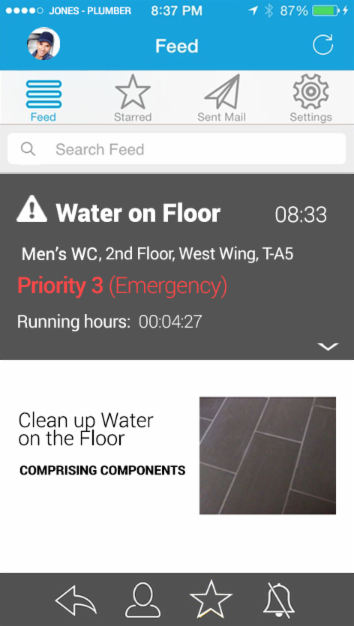 JONES - PLUMBER 8:37 PM 87%
Feed
Feed Starred Sent Mail Settings
Search Feed
Water on Floor 08:33
Men's WC, 2nd Floor, West Wing, T-A5
Priority 3 (Emergency)
Running hours: 00:04:27
Clean up Water
on the Floor
COMPRISING COMPONENTS